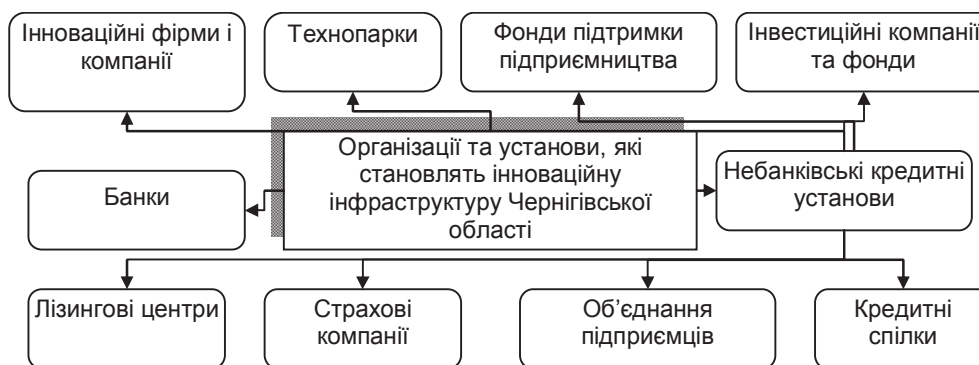 Інноваційні фірми і
компанії
Технопарки
Фонди підтримки
підприємництва
Інвестиційні компанії
та фонди
Банки
Організації та установи, які
становлять інноваційну
інфраструктуру Чернігівської
області
Небанківські кредитні
установи
Лізингові центри
Страхові
компанії
Об’єднання
підприємців
Кредитні
спілки